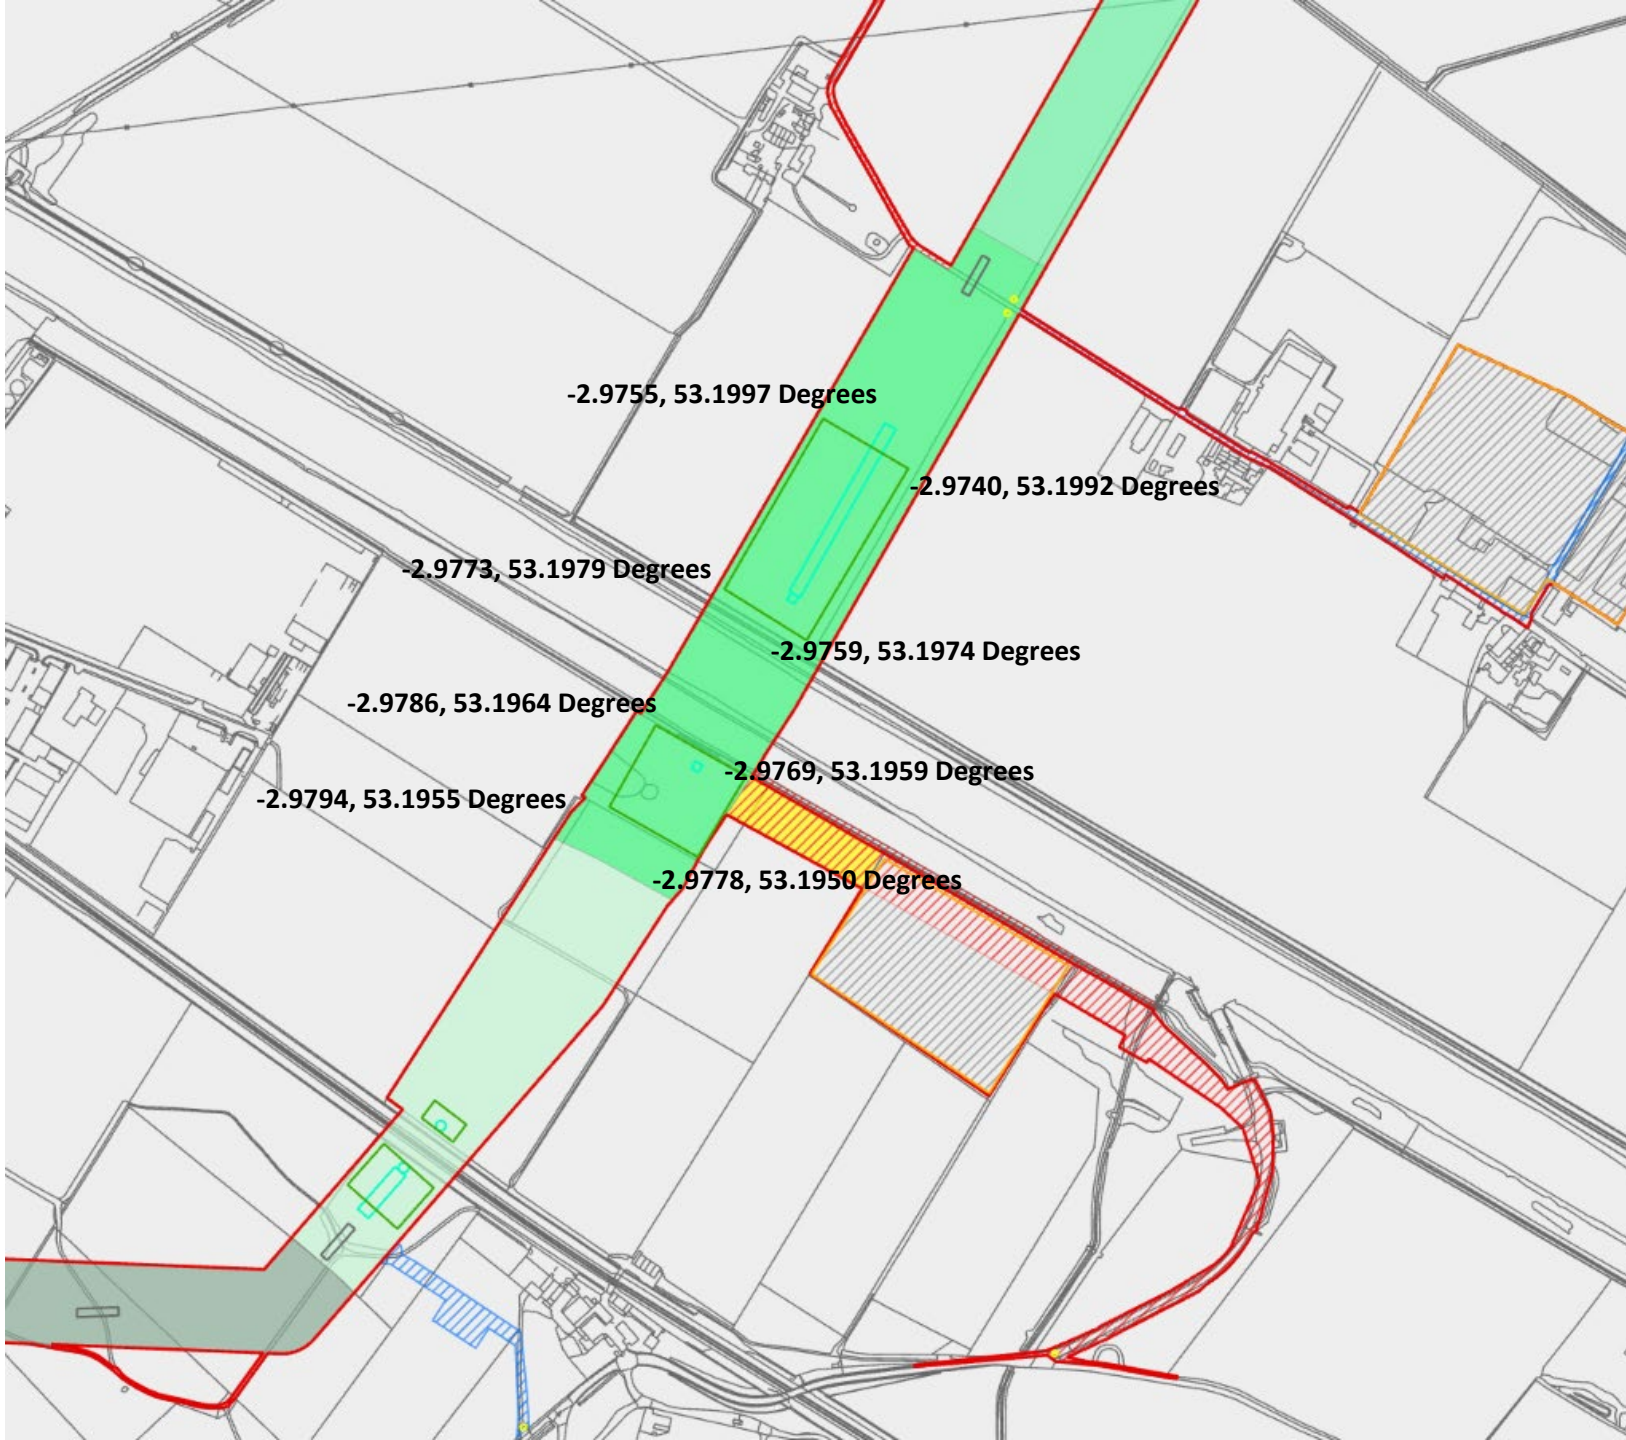 -2.9755, 53.1997 Degrees
-2.9740, 53.1992 Degrees
-2.9773, 53.1979 Degrees
-2.9759, 53.1974 Degrees
-2.9786, 53.1964 Degrees
-2.9769, 53.1959 Degrees
-2.9794, 53.1955 Degrees
-2.9778, 53.1950 Degrees